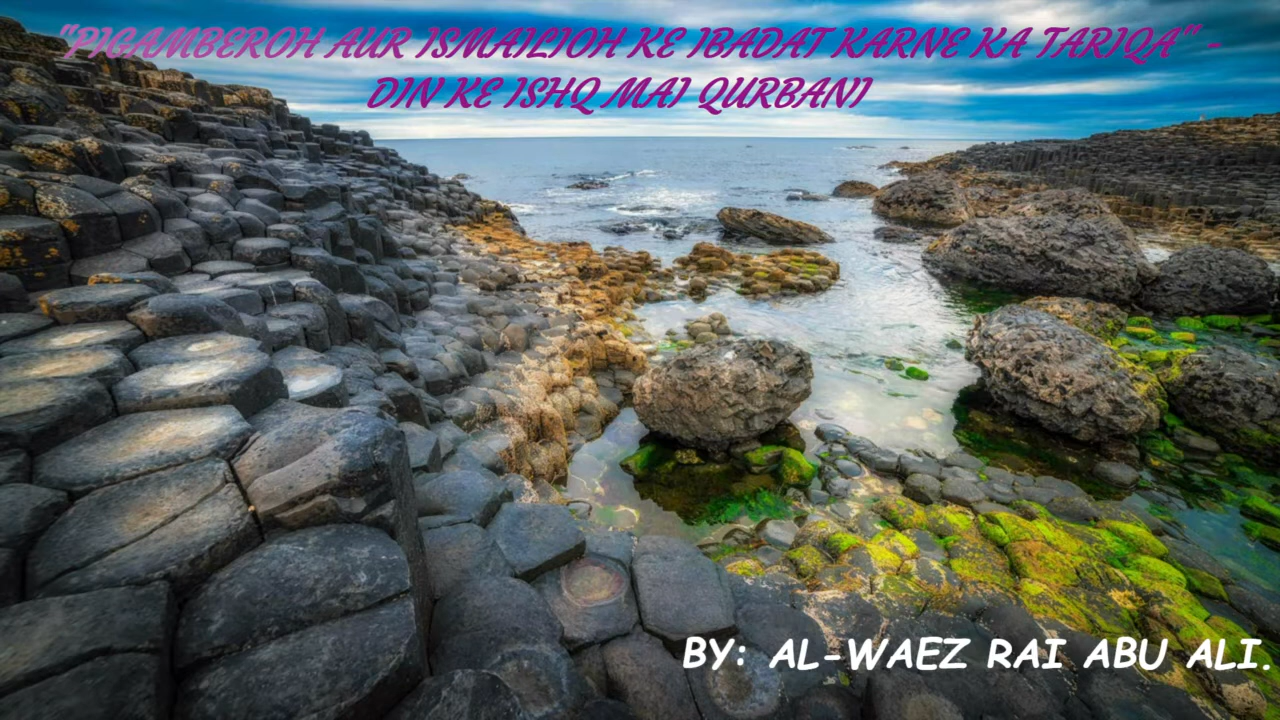 "PIGAMBEROH AUR ISMAILIOH KE IBADAT KARNE KA TARIQA" -
DIN KE ISHQ MAI QURBANI
BY: AL-WAEZ RAI ABU ALI.